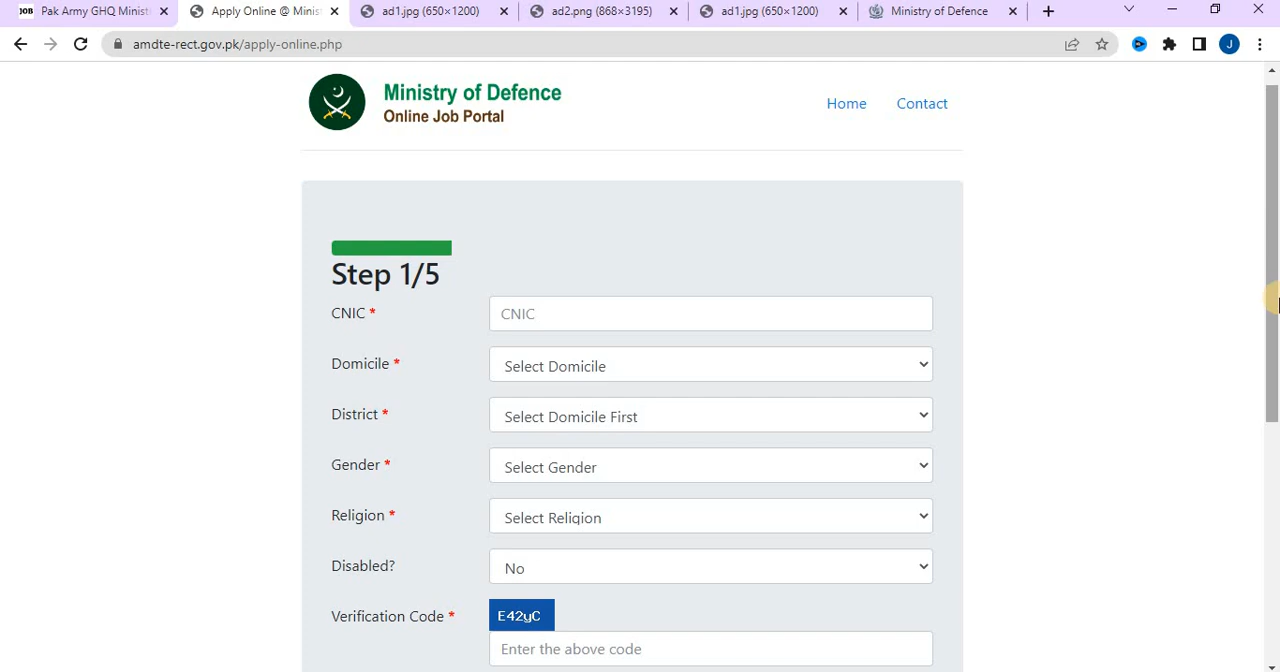 JOB Pak Army GHQ Minist
Apply Online @ Minis
ad1.jpg (650×1200)
ad2.png (868×3195)
ad1.jpg (650×1200)
Ministry of Defence
amdte-rect.gov.pk/apply-online.php
J
Ministry of Defence
Online Job Portal
Home
Contact
Step 1/5
CNIC *
CNIC
Domicile *
Select Domicile
District *
Select Domicile First
Gender *
Select Gender
Religion *
Select Religion
Disabled?
No
Verification Code *
E42yC
Enter the above code